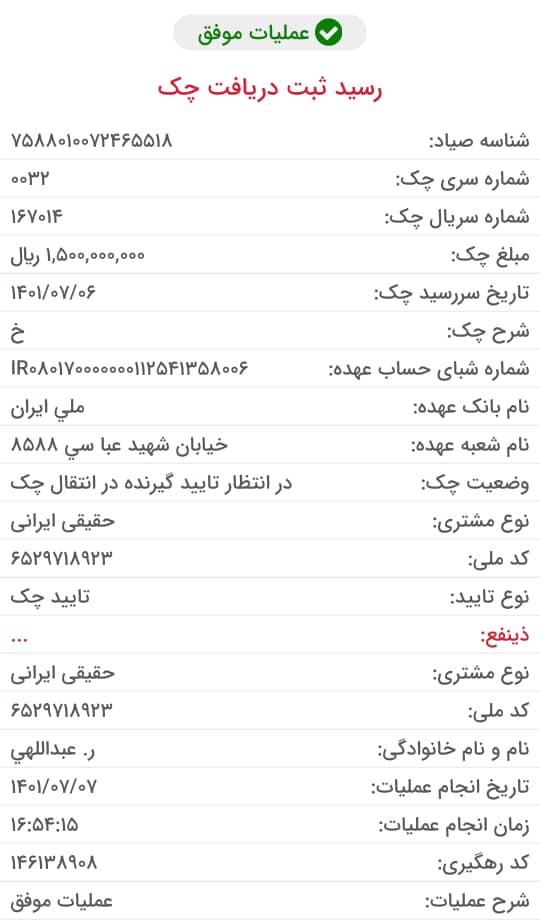 عملیات موفق
رسید ثبت دریافت چک
شناسه صیاد: ۷۵۸۸۰۱۰۰۷۲۴۶۵۵۱۸
شماره سری چک: ۰۰۳۲
شماره سریال چک: ۱۶۷۰۱۴
مبلغ چک: ۱,۵۰۰,۰۰۰,۰۰۰ ریال
تاریخ سررسید چک: ۱۴۰۱/۰۷/۰۶
شرح چک: خ
شماره شبای حساب عهده: IR۰۸۰۱۷۰۰۰۰۰۰۰۱۱۲۵۴۱۳۵۸۰۰۶
نام بانک عهده: ملي ایران
نام شعبه عهده: خیابان شهید عبا سي ۸۵۸۸
وضعیت چک: در انتظار تایید گیرنده در انتقال چک
نوع مشتری: حقیقی ایرانی
کد ملی: ۶۵۲۹۷۱۸۹۲۳
نوع تایید: تایید چک
ذینفع: ...
نوع مشتری: حقیقی ایرانی
کد ملی: ۶۵۲۹۷۱۸۹۲۳
نام و نام خانوادگی: ر. عبداللهي
تاریخ انجام عملیات: ۱۴۰۱/۰۷/۰۷
زمان انجام عملیات: ۱۶:۵۴:۱۵
کد رهگیری: ۱۴۶۱۳۸۹۰۸
شرح عملیات: عملیات موفق